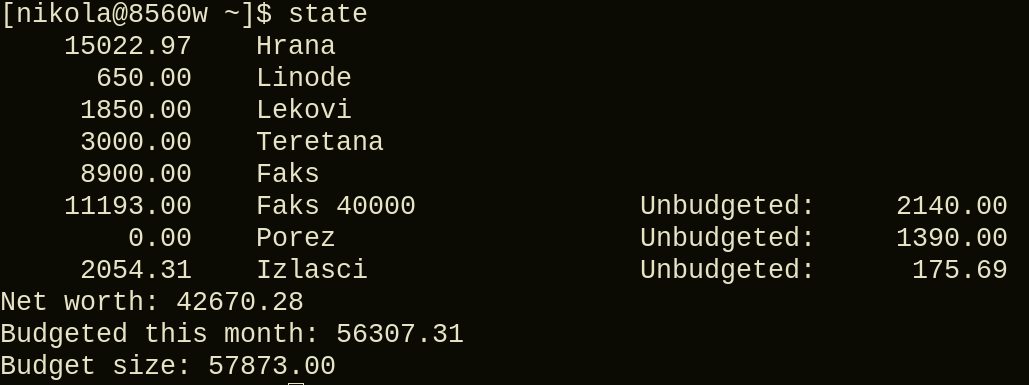 [nikola@8560w ~]$ state
15022.97 Hrana
650.00 Linode
1850.00 Lekovi
3000.00 Teretana
8900.00 Faks
11193.00 Faks 40000 Unbudgeted: 2140.00
0.00 Porez Unbudgeted: 1390.00
2054.31 Izlasci Unbudgeted: 175.69
Net worth: 42670.28
Budgeted this month: 56307.31
Budget size: 57873.00